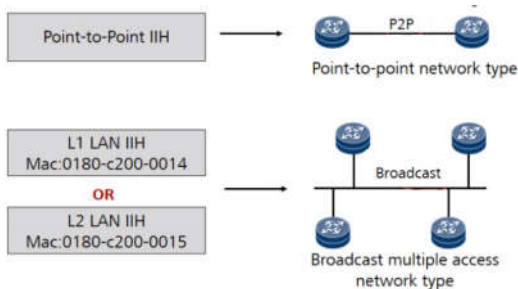 Point-to-Point IIH
P2P
Point-to-point network type
L1 LAN IIH
Mac:0180-c200-0014
OR
L2 LAN IIH
Mac:0180-c200-0015
Broadcast
Broadcast multiple access
network type